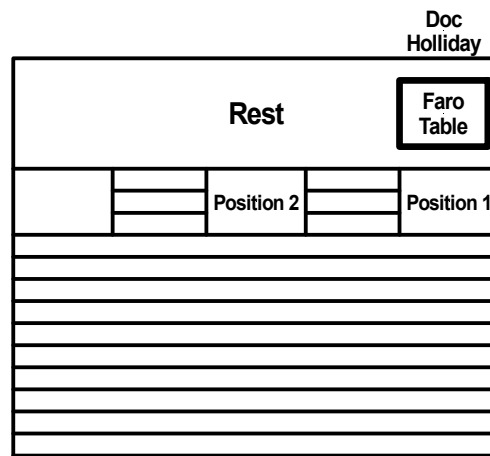 Doc
Holliday
Rest
Faro
Table
Position 2
Position 1